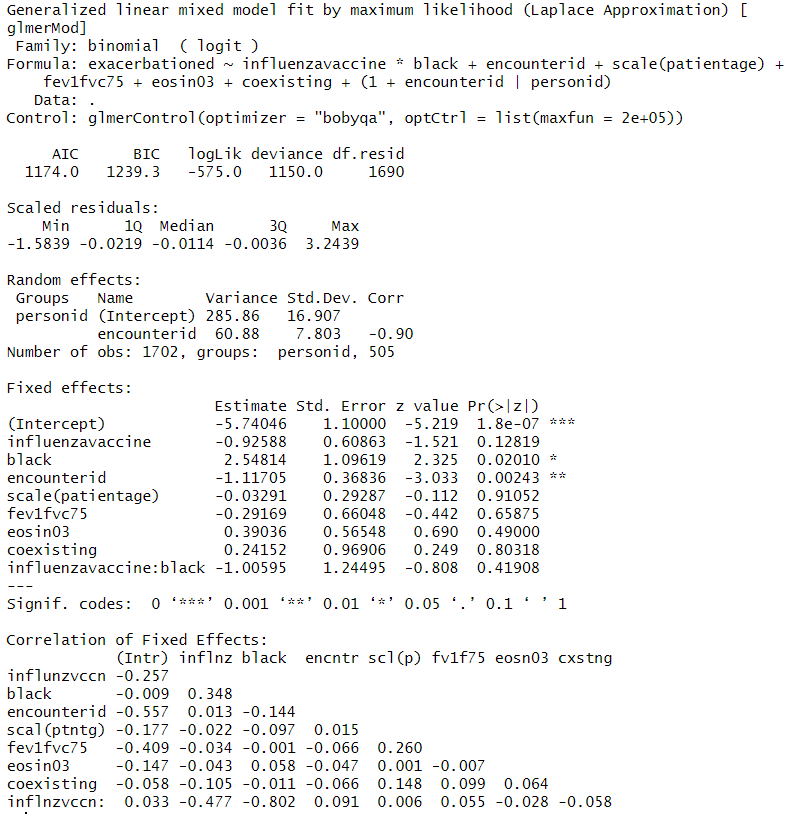 Generalized linear mixed model fit by maximum likelihood (Laplace Approximation) [
glmerMod]
 Family: binomial  ( logit )
Formula: exacerbationed ~ influenzavaccine * black + encounterid + scale(patientage) +
    fev1fvc75 + eosin03 + coexisting + (1 + encounterid | personid)
   Data: .
Control: glmerControl(optimizer = "bobyqa", optCtrl = list(maxfun = 2e+05))
     AIC      BIC   logLik deviance df.resid
  1174.0   1239.3   -575.0   1150.0     1690
Scaled residuals:
    Min      1Q  Median      3Q     Max
-1.5839 -0.0219 -0.0114 -0.0036  3.2439
Random effects:
 Groups   Name        Variance Std.Dev. Corr
 personid (Intercept) 285.86   16.907
          encounterid  60.88    7.803   -0.90
Number of obs: 1702, groups:  personid, 505
Fixed effects:
                       Estimate Std. Error z value Pr(>|z|)
(Intercept)            -5.74046    1.10000  -5.219  1.8e-07 ***
influenzavaccine       -0.92588    0.60863  -1.521  0.12819
black                   2.54814    1.09619   2.325  0.02010 *
encounterid            -1.11705    0.36836  -3.033  0.00243 **
scale(patientage)      -0.03291    0.29287  -0.112  0.91052
fev1fvc75              -0.29169    0.66048  -0.442  0.65875
eosin03                 0.39036    0.56548   0.690  0.49000
coexisting              0.24152    0.96906   0.249  0.80318
influenzavaccine:black -1.00595    1.24495  -0.808  0.41908
---
Signif. codes:  0 ‘***’ 0.001 ‘**’ 0.01 ‘*’ 0.05 ‘.’ 0.1 ‘ ’ 1
Correlation of Fixed Effects:
            (Intr) inflnz black  encntr scl(p) fv1f75 eosn03 cxstng
influnzvccn -0.257
black       -0.009  0.348
encounterid -0.557  0.013 -0.144
scal(ptntg) -0.177 -0.022 -0.097  0.015
fev1fvc75   -0.409 -0.034 -0.001 -0.066  0.260
eosin03     -0.147 -0.043  0.058 -0.047  0.001 -0.007
coexisting  -0.058 -0.105 -0.011 -0.066  0.148  0.099  0.064
inflnzvccn:  0.033 -0.477 -0.802  0.091  0.006  0.055 -0.028 -0.058